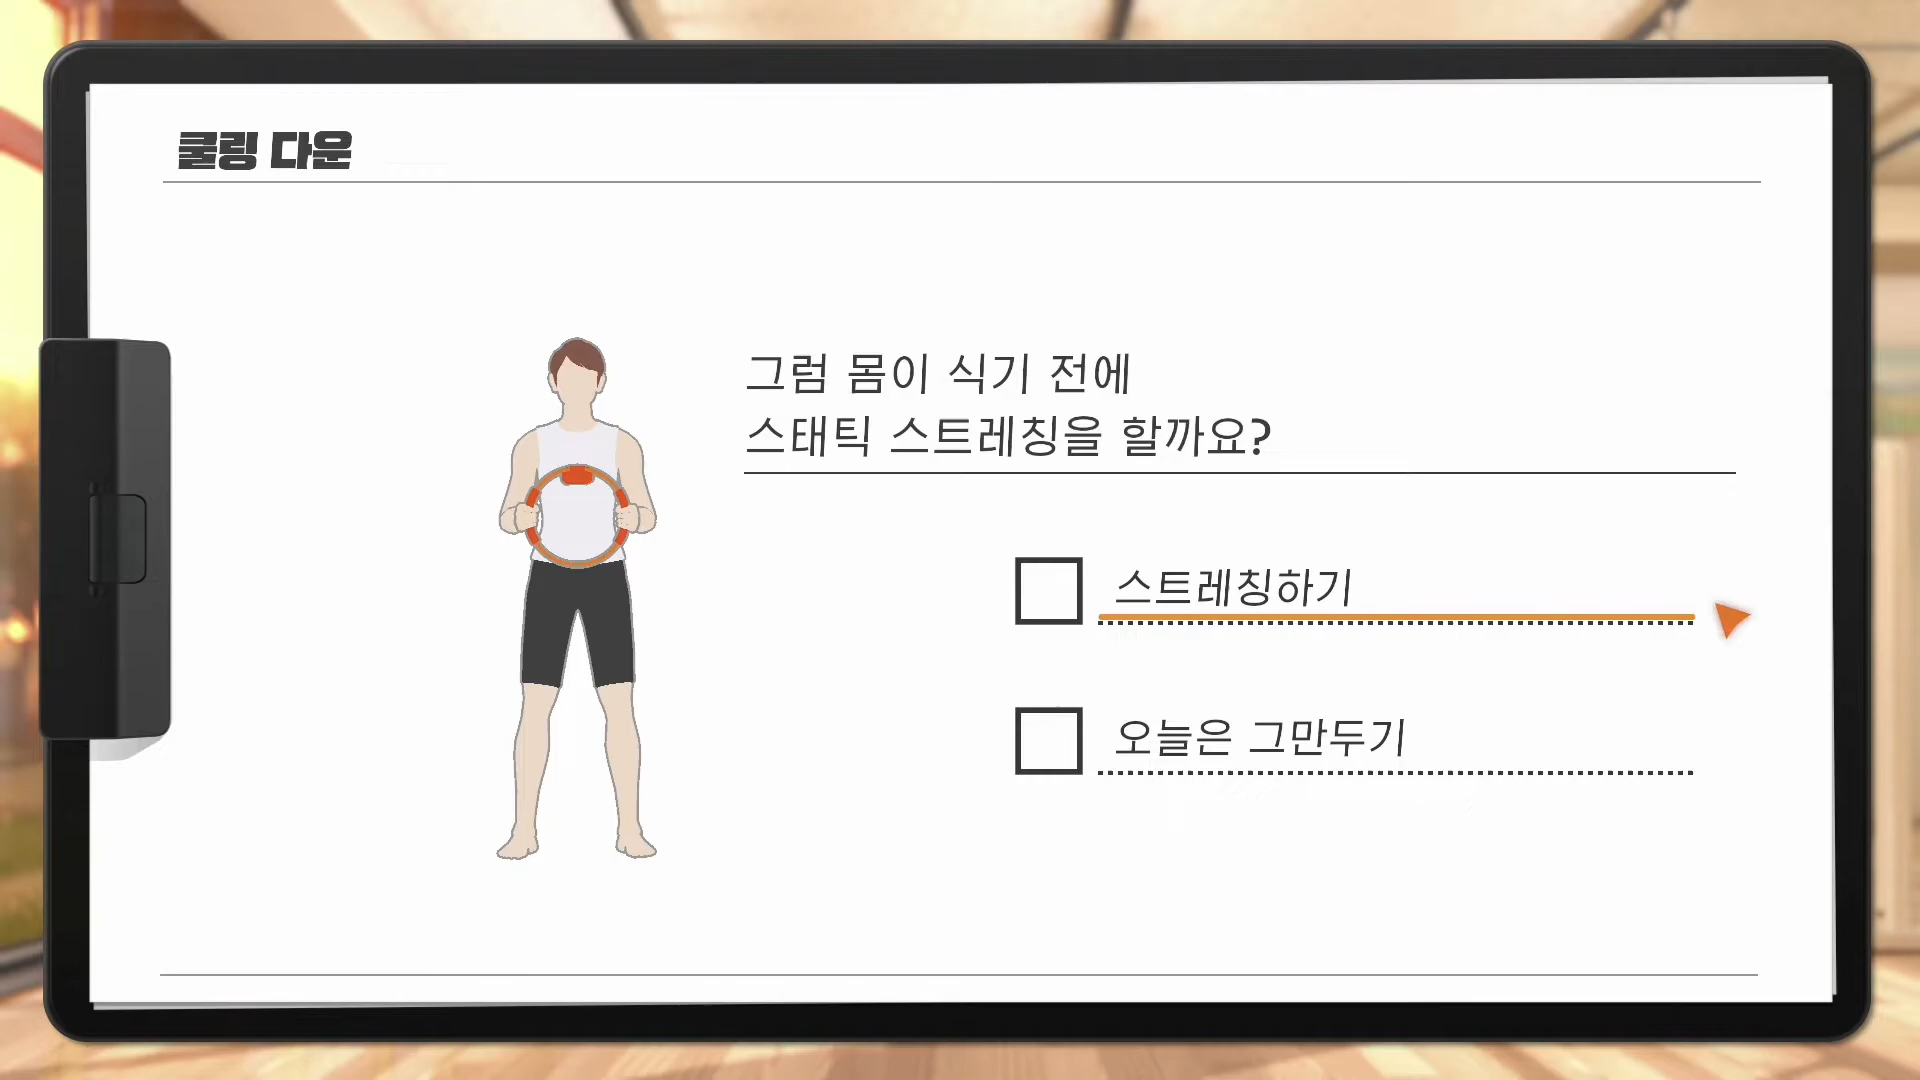 쿨링 다운
그럼 몸이 식기 전에
스태틱 스트레칭을 할까요?
스트레칭하기
오늘은 그만두기